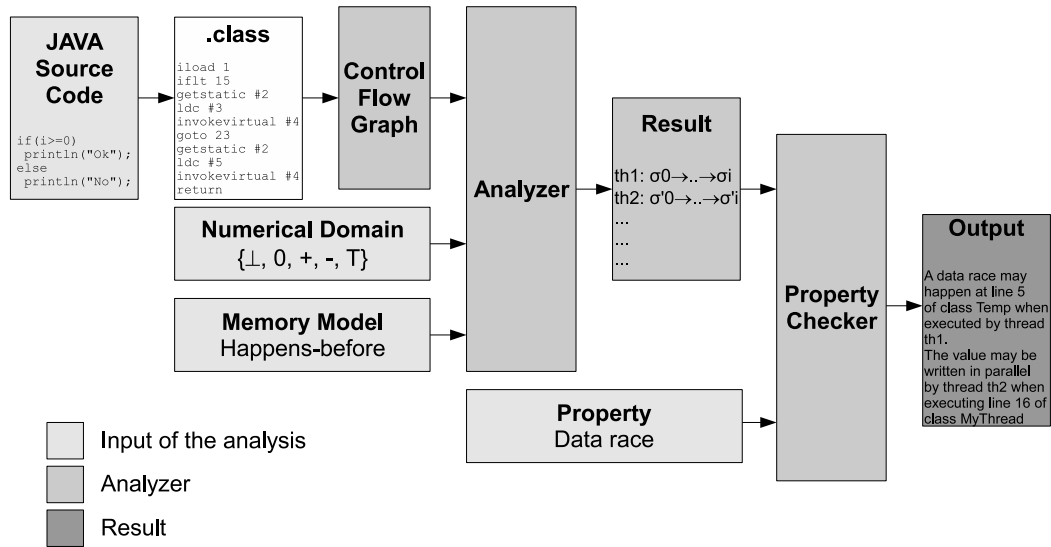 JAVA
Source
Code
if(i>=0)
println("Ok");
else
println("No");
.class
iload 1
iflt 15
getstatic #2
ldc #3
invokevirtual #4
goto 23
getstatic #2
ldc #5
invokevirtual #4
return
Control
Flow
Graph
Numerical Domain
{⊥, 0, +, -, T}
Memory Model
Happens-before
Analyzer
Result
th1: σ0→..→σi
th2: σ'0→..→σ'i
...
...
...
Property
Data race
Property
Checker
Output
A data race may
happen at line 5
of class Temp when
executed by thread
th1.
The value may be
written in parallel
by thread th2 when
executing line 16 of
class MyThread
Input of the analysis
Analyzer
Result